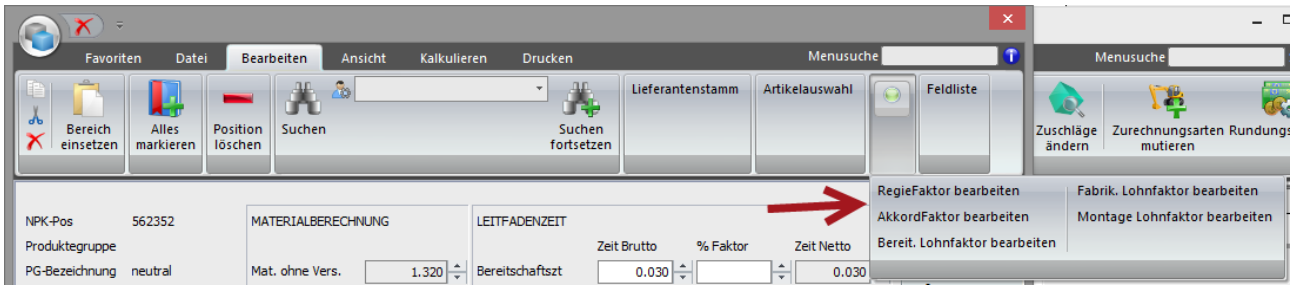 Favoriten Datei Bearbeiten Ansicht Kalkulieren Drucken Menusuche Menusuche
Lieferantenstamm Artikelauswahl Feldliste
Bereich einsetzen
Alles markieren
Position löschen
Suchen
Suchen fortsetzen
Zuschläge ändern
Zurechnungsarten mutieren
Rundungs
RegieFaktor bearbeiten Fabrik. Lohnfaktor bearbeiten
AkkordFaktor bearbeiten Montage Lohnfaktor bearbeiten
Bereit. Lohnfaktor bearbeiten
NPK-Pos 562352 MATERIALBERECHNUNG LEITFADENZEIT
Produktegruppe Zeit Brutto % Faktor Zeit Netto
PG-Bezeichnung neutral Mat. ohne Vers. 1.320 Bereitschaftszt 0.030 0.030